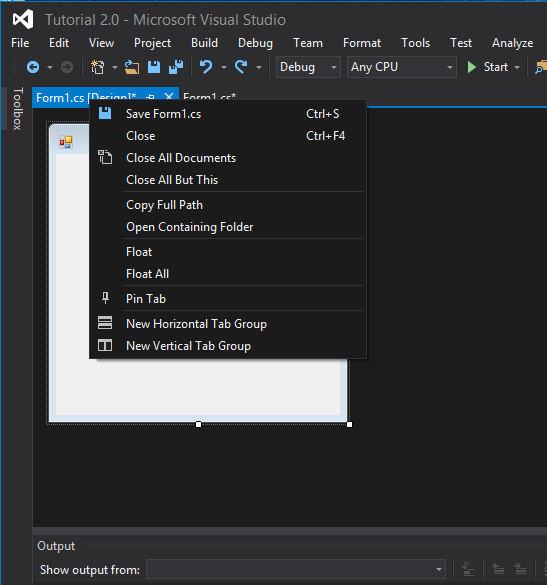 Tutorial 2.0 - Microsoft Visual Studio
File Edit View Project Build Debug Team Format Tools Test Analyze
Debug Any CPU Start
Form1.cs [Design]* Form1.cs*
Toolbox
Save Form1.cs Ctrl+S
Close Ctrl+F4
Close All Documents
Close All But This
Copy Full Path
Open Containing Folder
Float
Float All
Pin Tab
New Horizontal Tab Group
New Vertical Tab Group
Output
Show output from: